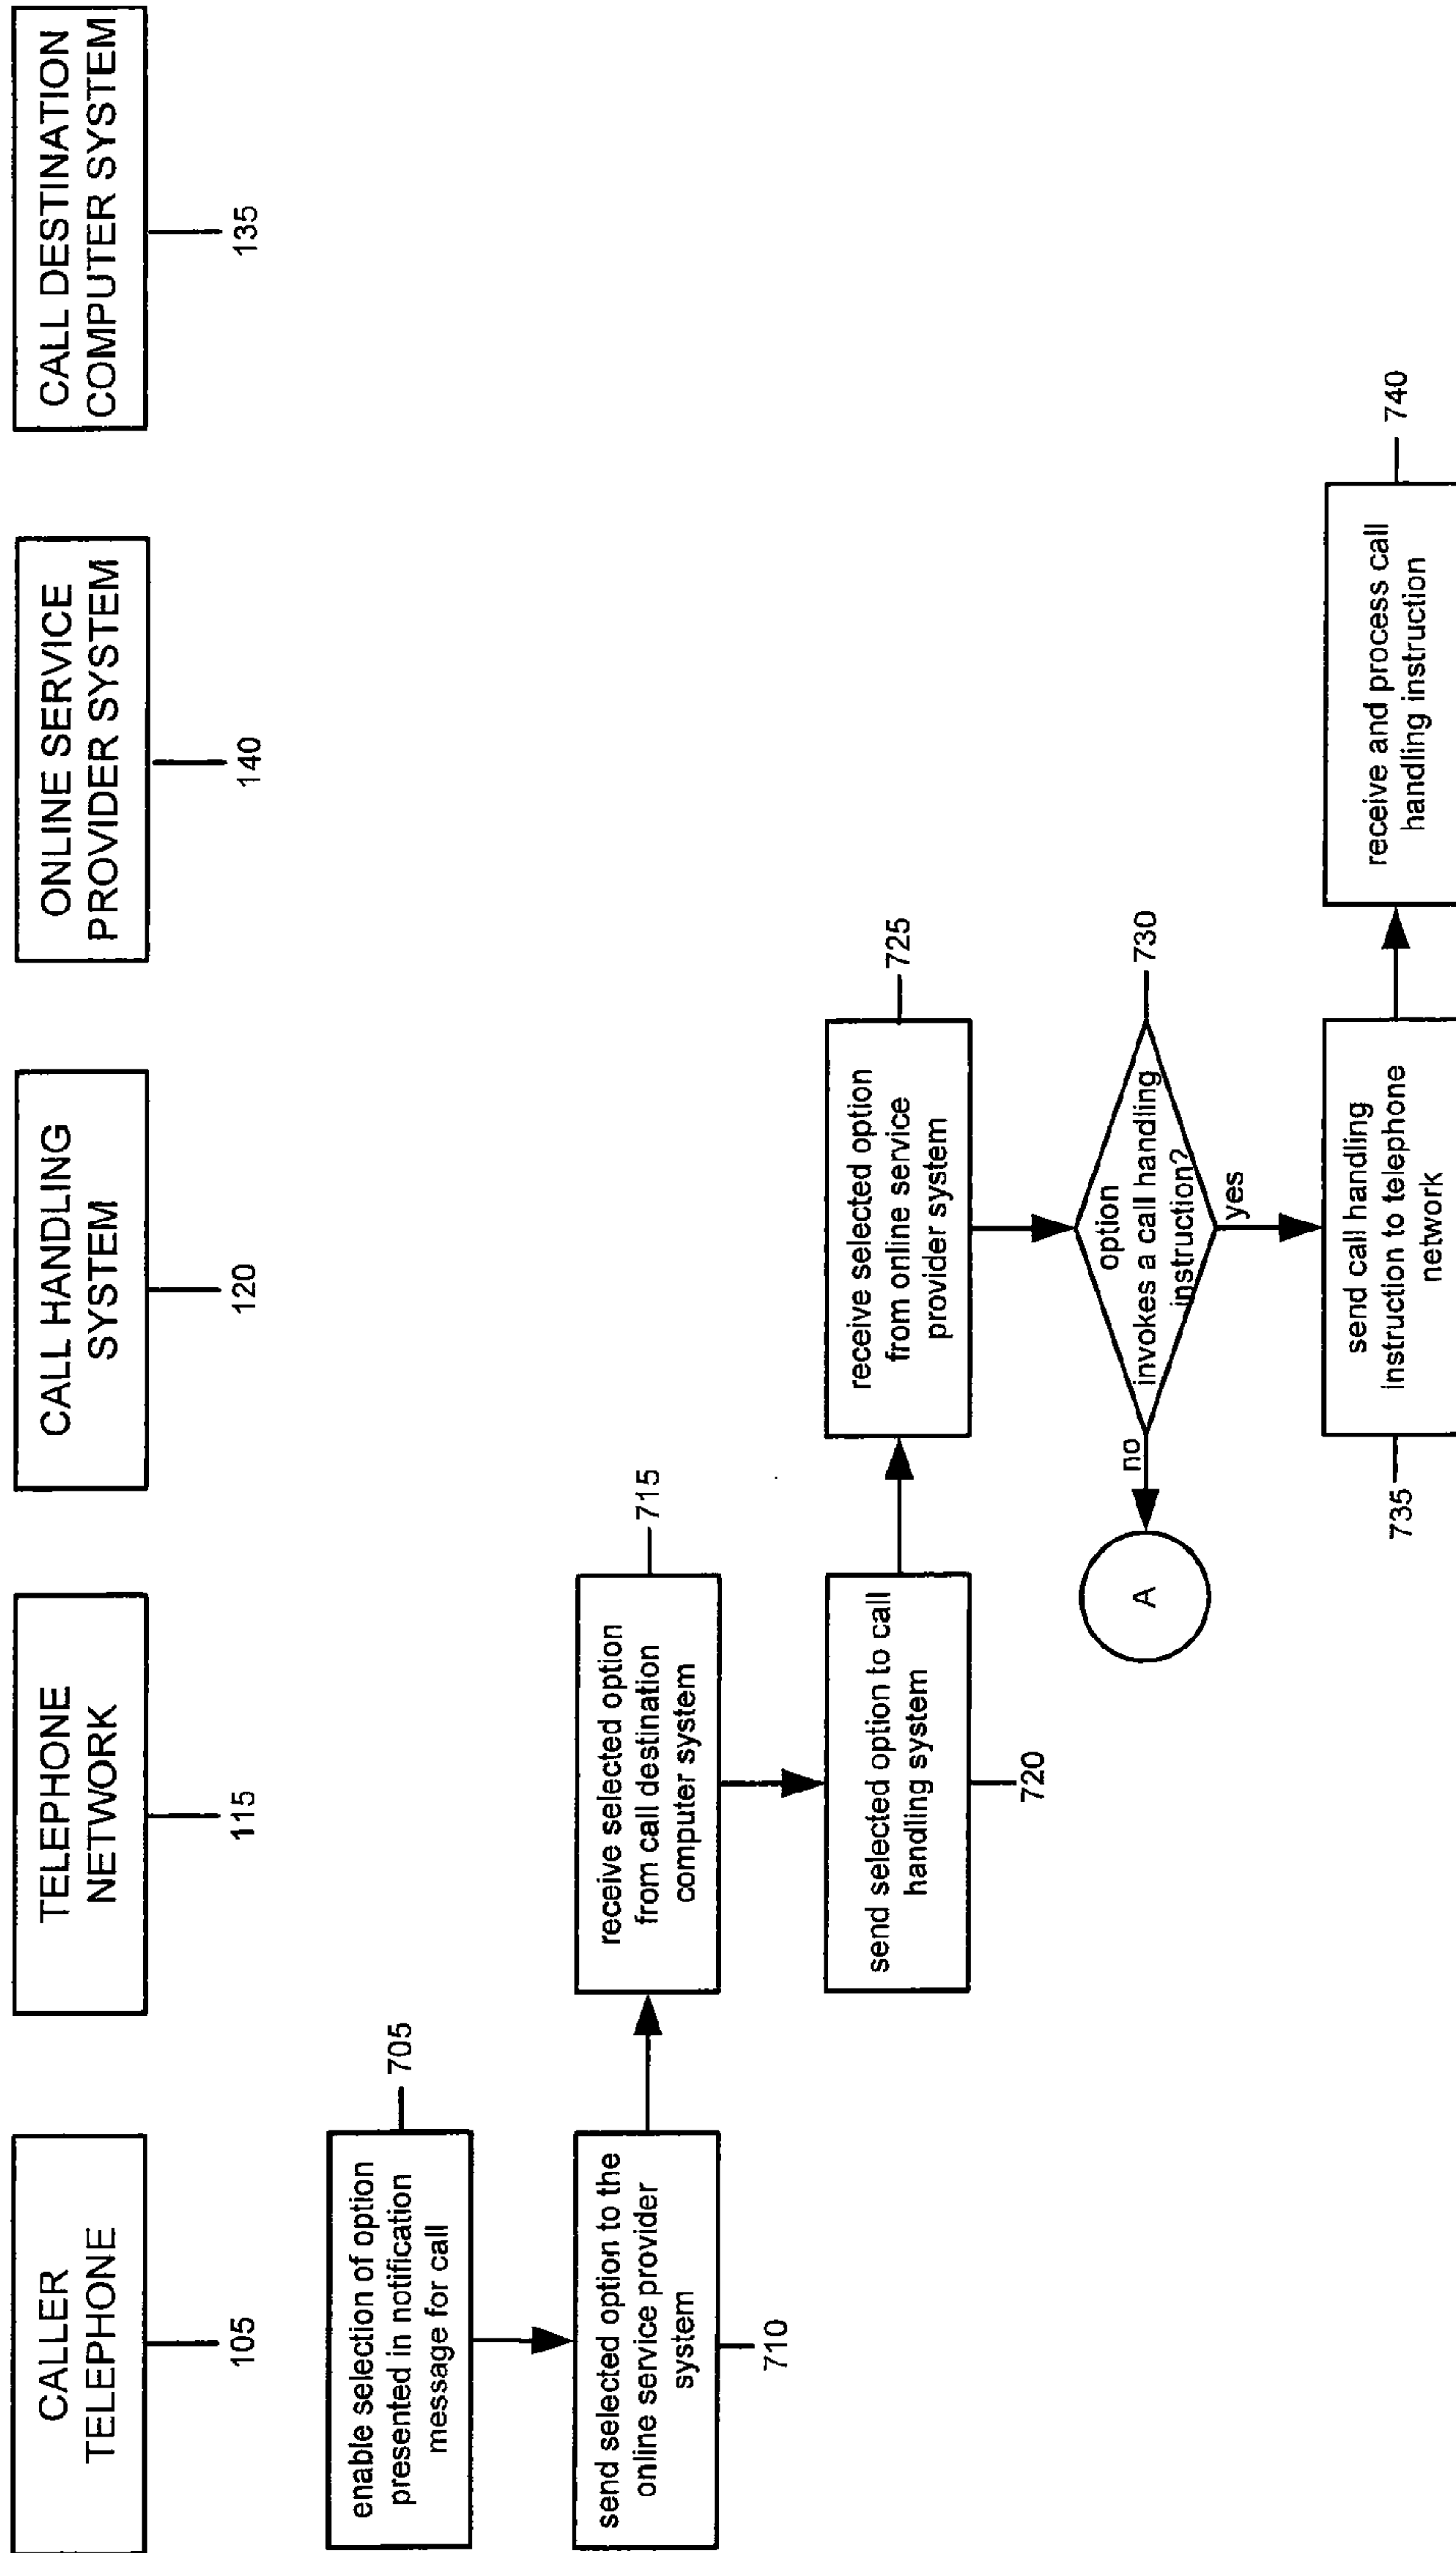 CALLER
TELEPHONE
105
TELEPHONE
NETWORK
115
CALL HANDLING
SYSTEM
120
ONLINE SERVICE
PROVIDER SYSTEM
140
CALL DESTINATION
COMPUTER SYSTEM
135
enable selection of option
presented in notification
message for call
705
send selected option to the
online service provider
system
710
receive selected option
from call destination
computer system
715
send selected option to call
handling system
720
receive selected option
from online service
provider system
725
option
invokes a call handling
instruction?
730
no
A
yes
send call handling
instruction to telephone
network
735
receive and process call
handling instruction
740